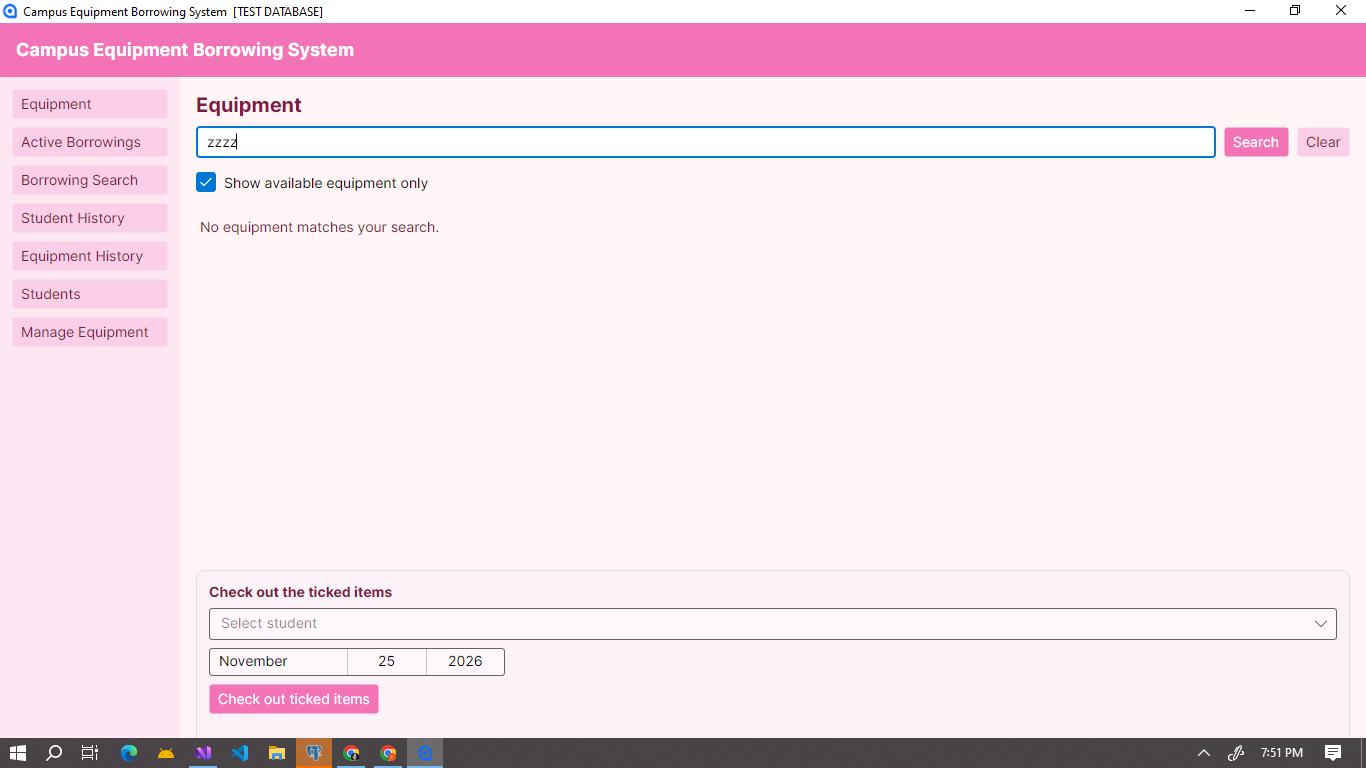 Campus Equipment Borrowing System [TEST DATABASE]
Campus Equipment Borrowing System
Equipment
Active Borrowings
Borrowing Search
Student History
Equipment History
Students
Manage Equipment
Equipment
zzzz
Search
Clear
Show available equipment only
No equipment matches your search.
Check out the ticked items
Select student
November 25 2026
Check out ticked items
7:51 PM